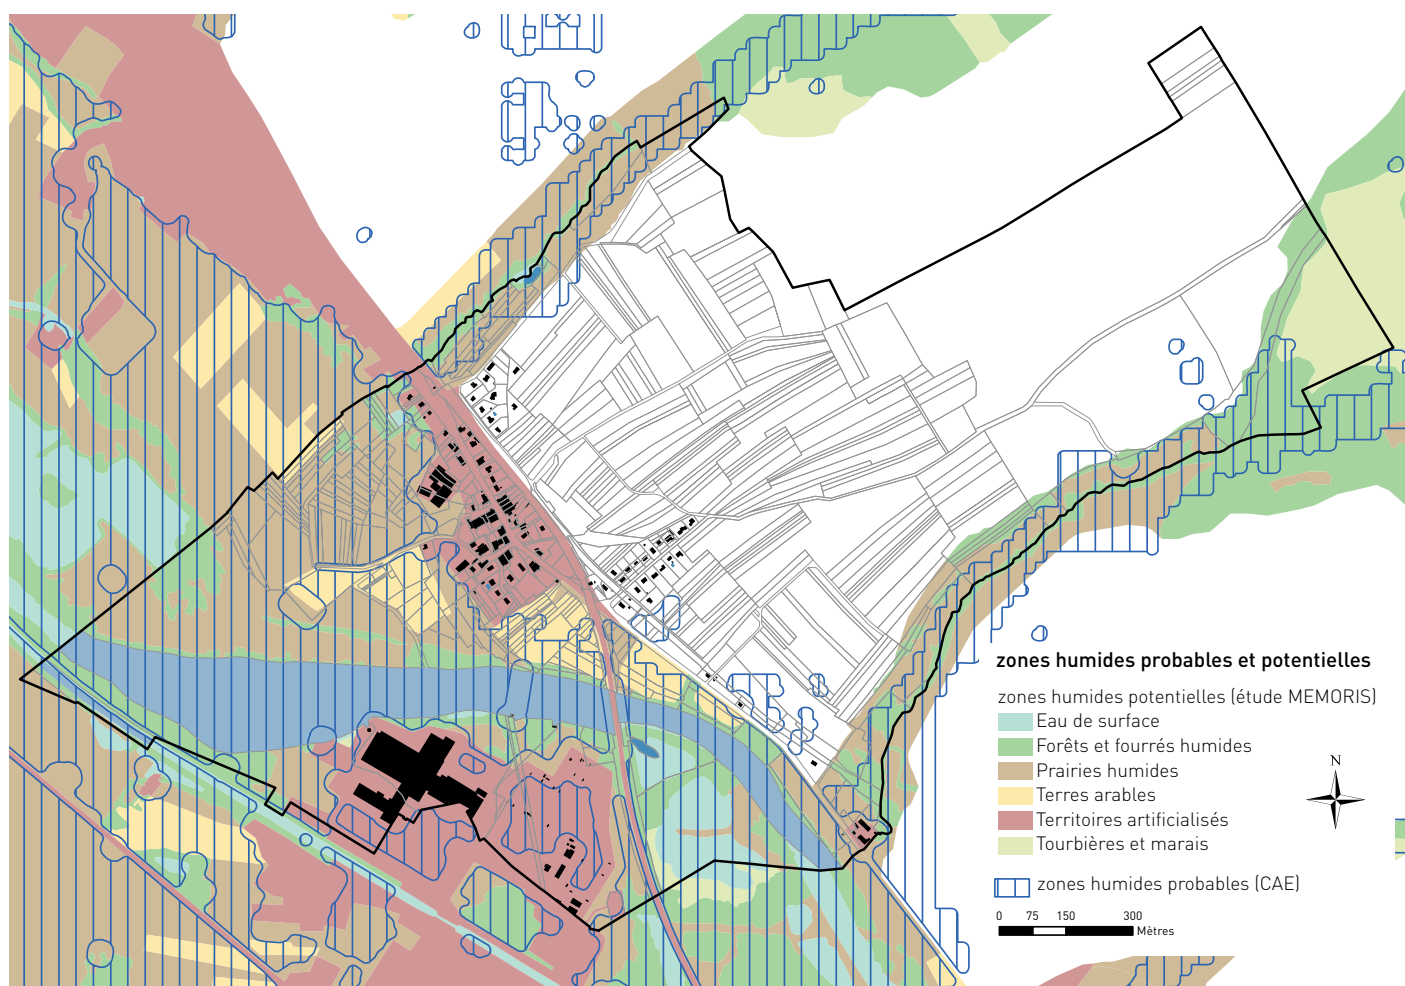 zones humides probables et potentielles
zones humides potentielles (étude MEMORIS)
Eau de surface
Forêts et fourrés humides
Prairies humides
Terres arables
Territoires artificialisés
Tourbières et marais
zones humides probables (CAE)
0 75 150 300
Mètres
N